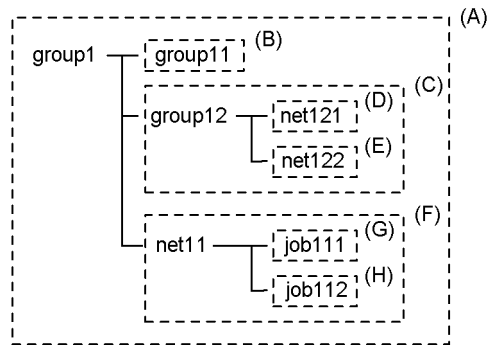 (A)
group1
group11
(B)
(C)
group12
net121
(D)
net122
(E)
(F)
net11
job111
(G)
job112
(H)